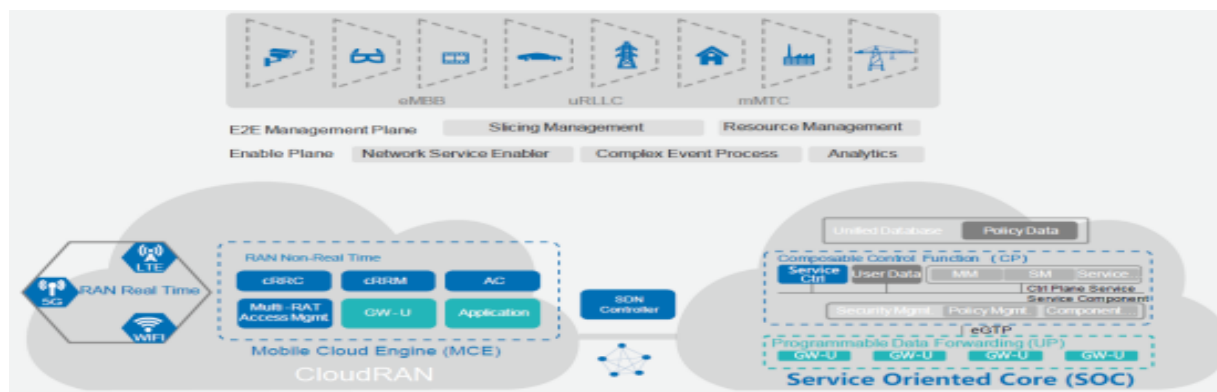 eMBB uRLLC mMTC
E2E Management Plane Slicing Management Resource Management
Enable Plane Network Service Enabler Complex Event Process Analytics
LTE
5G
RAN Real Time
WIFI
RAN Non-Real Time
cRRC cRRM AC
Multi-RAT
Access Mgmt
GW-U
Application
Mobile Cloud Engine (MCE)
CloudRAN
SDN
Controller
Unified Database Policy Data
Composable Control Function (CP)
Service
Ctrl
User Data
MM SM Service
Ctrl Plane Service
Service Component
Security Mgmt. Policy Mgmt. Component...
eGTP
Programmable Data Forwarding (UP)
GW-U GW-U GW-U GW-U
Service Oriented Core (SOC)